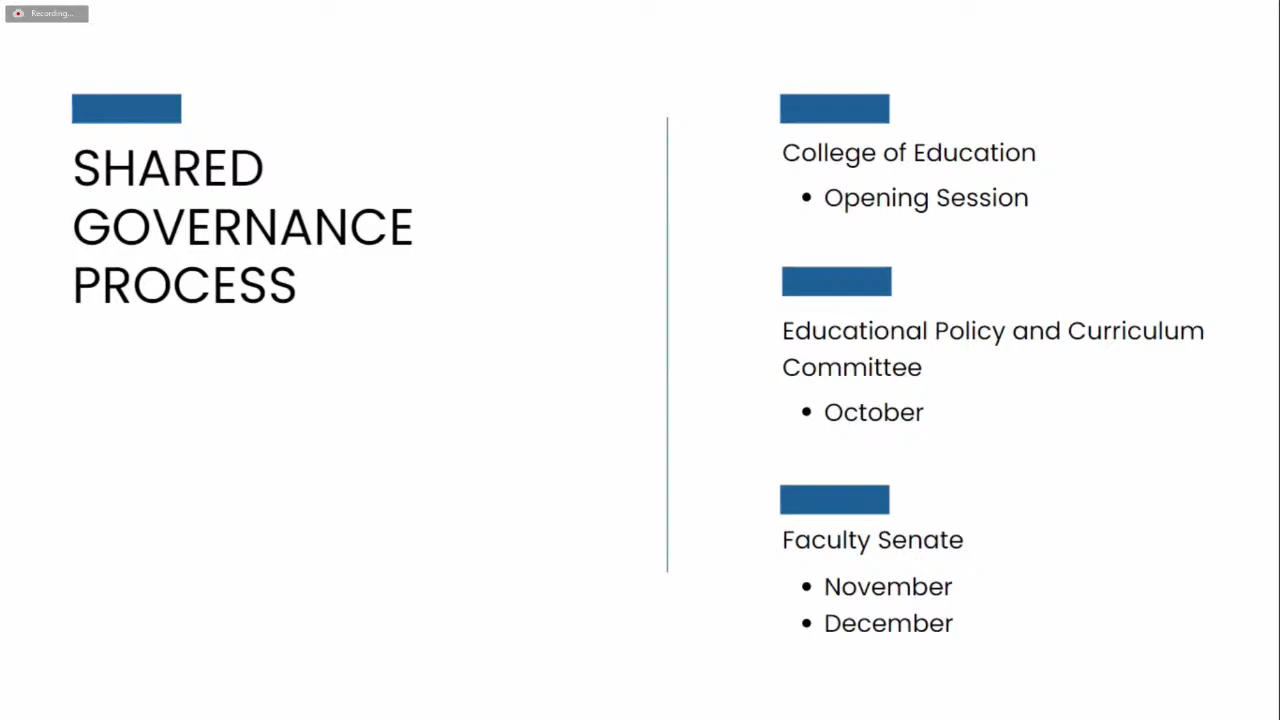 Recording...
SHARED
GOVERNANCE
PROCESS
College of Education
• Opening Session
Educational Policy and Curriculum
Committee
• October
Faculty Senate
• November
• December